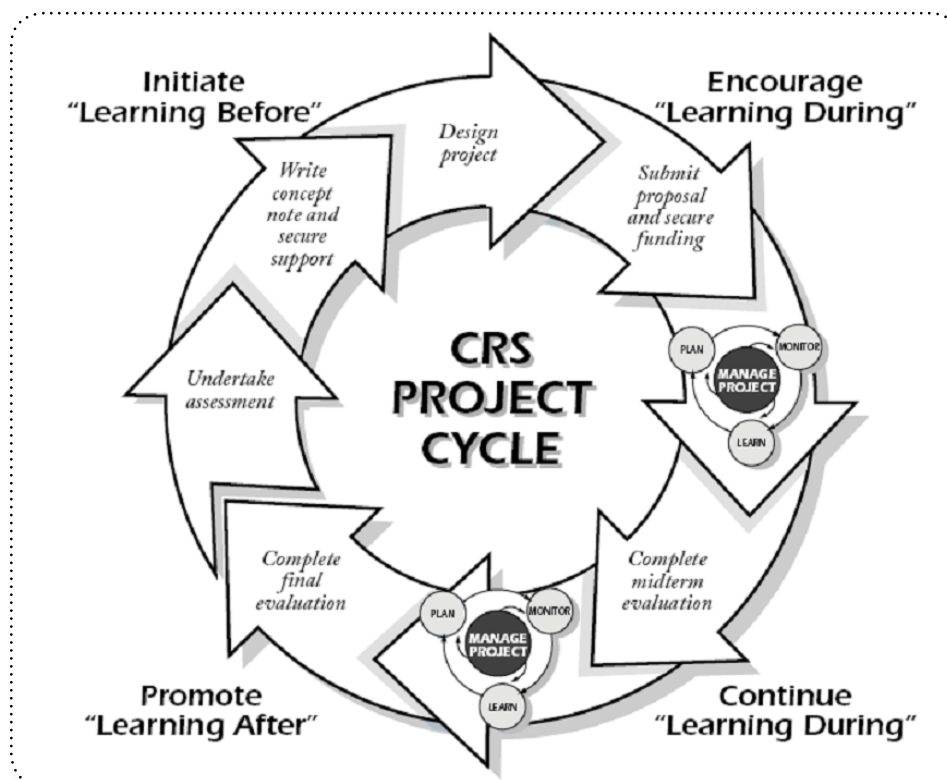 Initiate
“Learning Before”
Encourage
“Learning During”
Design
project
Write
concept
note and
secure
support
Submit
proposal
and secure
funding
CRS
PROJECT
CYCLE
PLAN
MONITOR
MANAGE
PROJECT
LEARN
Undertake
assessment
Complete
final
evaluation
Complete
midterm
evaluation
PLAN
MONITOR
MANAGE
PROJECT
LEARN
Promote
“Learning After”
Continue
“Learning During”